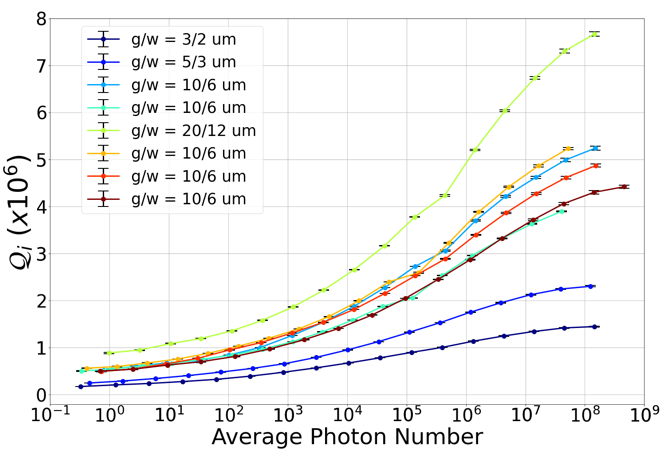 8
7
6
5
4
3
2
1
0
Q_i (x10^6)
g/w = 3/2 um
g/w = 5/3 um
g/w = 10/6 um
g/w = 10/6 um
g/w = 20/12 um
g/w = 10/6 um
g/w = 10/6 um
g/w = 10/6 um
10^-1 10^0 10^1 10^2 10^3 10^4 10^5 10^6 10^7 10^8 10^9
Average Photon Number